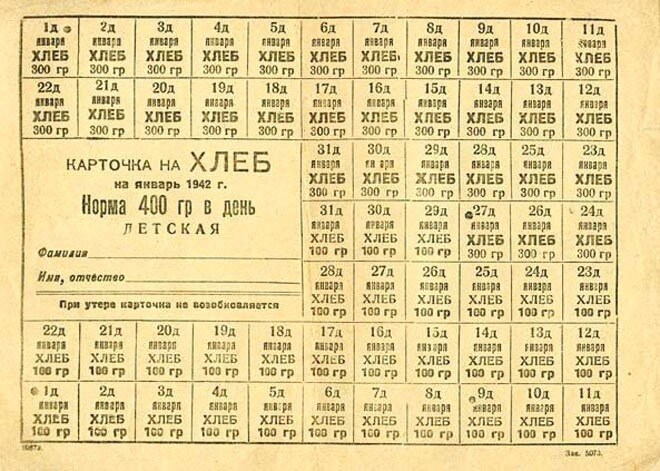 1д 2д 3д 4д 5д 6д 7д 8д 9д 10д 11д
января января января января января января января января января января января
ХЛЕБ ХЛЕБ ХЛЕБ ХЛЕБ ХЛЕБ ХЛЕБ ХЛЕБ ХЛЕБ ХЛЕБ ХЛЕБ ХЛЕБ
300 гр 300 гр 300 гр 300 гр 300 гр 300 гр 300 гр 300 гр 300 гр 300 гр 300 гр
22д 21д 20д 19д 18д 17д 16д 15д 14д 13д 12д
января января января января января января января января января января января
ХЛЕБ ХЛЕБ ХЛЕБ ХЛЕБ ХЛЕБ ХЛЕБ ХЛЕБ ХЛЕБ ХЛЕБ ХЛЕБ ХЛЕБ
300 гр 300 гр 300 гр 300 гр 300 гр 300 гр 300 гр 300 гр 300 гр 300 гр 300 гр
КАРТОЧКА НА ХЛЕБ
на январь 1942 г.
Норма 400 гр в день
ДЕТСКАЯ
Фамилия
Имя, отчество
При утере карточка не возобновляется
31д 30д 29д 28д 25д 23д
января января января января января января
ХЛЕБ ХЛЕБ ХЛЕБ ХЛЕБ ХЛЕБ ХЛЕБ
300 гр 300 гр 300 гр 300 гр 300 гр 300 гр
31д 30д 29д 27д 26д 24д
января января января января января января
ХЛЕБ ХЛЕБ ХЛЕБ ХЛЕБ ХЛЕБ ХЛЕБ
100 гр 100 гр 100 гр 300 гр 300 гр 300 гр
28д 27д 26д 25д 24д 23д
января января января января января января
ХЛЕБ ХЛЕБ ХЛЕБ ХЛЕБ ХЛЕБ ХЛЕБ
100 гр 100 гр 100 гр 100 гр 100 гр 100 гр
22д 21д 20д 19д 18д 17д 16д 15д 14д 13д 12д
января января января января января января января января января января января
ХЛЕБ ХЛЕБ ХЛЕБ ХЛЕБ ХЛЕБ ХЛЕБ ХЛЕБ ХЛЕБ ХЛЕБ ХЛЕБ ХЛЕБ
100 гр 100 гр 100 гр 100 гр 100 гр 100 гр 100 гр 100 гр 100 гр 100 гр 100 гр
1д 2д 3д 4д 5д 6д 7д 8д 9д 10д 11д
января января января января января января января января января января января
ХЛЕБ ХЛЕБ ХЛЕБ ХЛЕБ ХЛЕБ ХЛЕБ ХЛЕБ ХЛЕБ ХЛЕБ ХЛЕБ ХЛЕБ
100 гр 100 гр 100 гр 100 гр 100 гр 100 гр 100 гр 100 гр 100 гр 100 гр 100 гр
Зак. 5073.